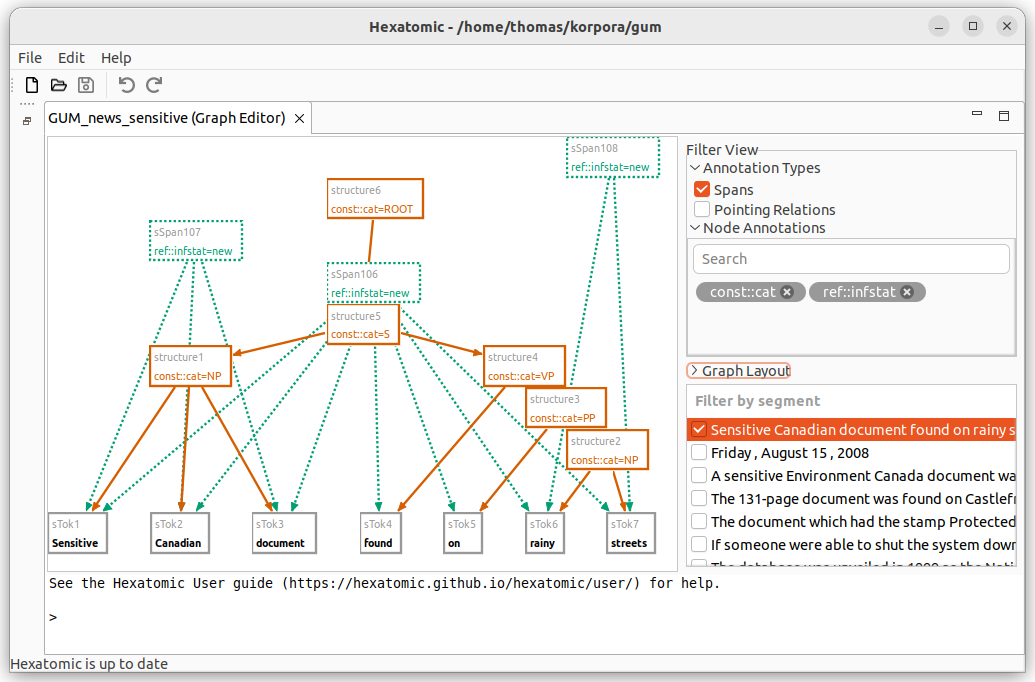 Hexatomic - /home/thomas/korpora/gum
File Edit Help
GUM_news_sensitive (Graph Editor)
sSpan108
ref::infstat=new
structure6
const::cat=ROOT
sSpan107
ref::infstat=new
sSpan106
ref::infstat=new
structure5
const::cat=S
structure1
const::cat=NP
structure4
const::cat=VP
structure3
const::cat=PP
structure2
const::cat=NP
sTok1
Sensitive
sTok2
Canadian
sTok3
document
sTok4
found
sTok5
on
sTok6
rainy
sTok7
streets
Filter View
Annotation Types
Spans
Pointing Relations
Node Annotations
Search
const::cat ref::infstat
Graph Layout
Filter by segment
Sensitive Canadian document found on rainy s
Friday , August 15 , 2008
A sensitive Environment Canada document wa
The 131-page document was found on Castlefr
The document which had the stamp Protected
If someone were able to shut the system down
See the Hexatomic User guide (https://hexatomic.github.io/hexatomic/user/) for help.
>
Hexatomic is up to date